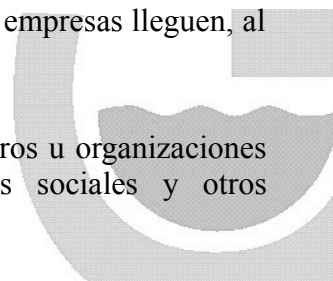 empresas lleguen, al
ros u organizaciones
s sociales y otros